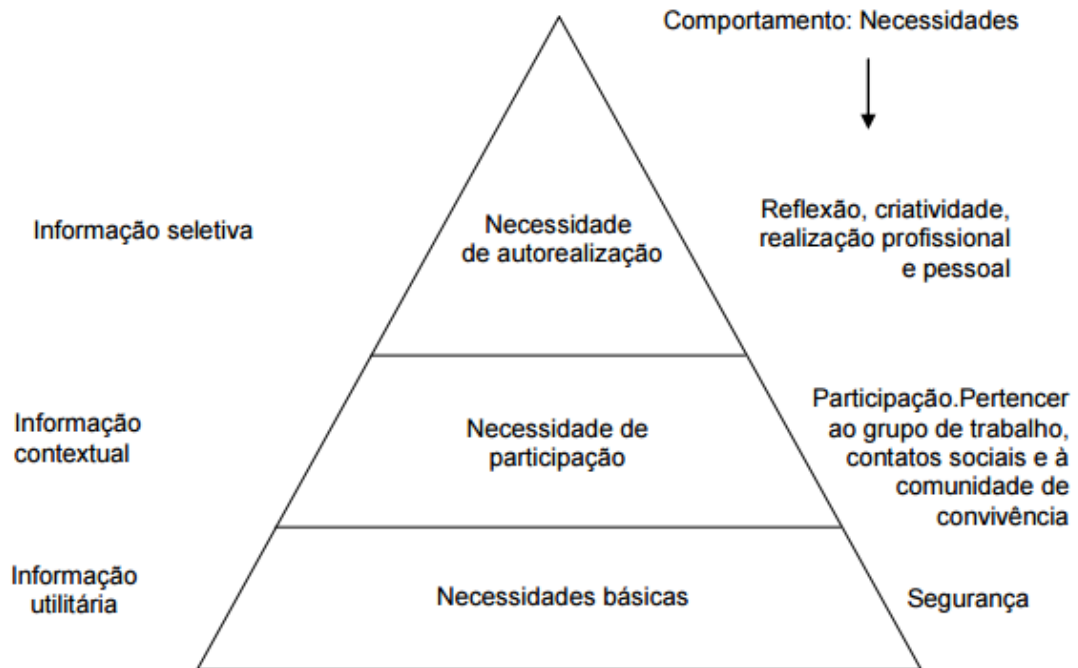 Comportamento: Necessidades
Informação seletiva
Necessidade
de autorealização
Reflexão, criatividade,
realização profissional
e pessoal
Informação
contextual
Necessidade de
participação
Participação.Pertencer
ao grupo de trabalho,
contatos sociais e à
comunidade de
convivência
Informação
utilitária
Necessidades básicas
Segurança